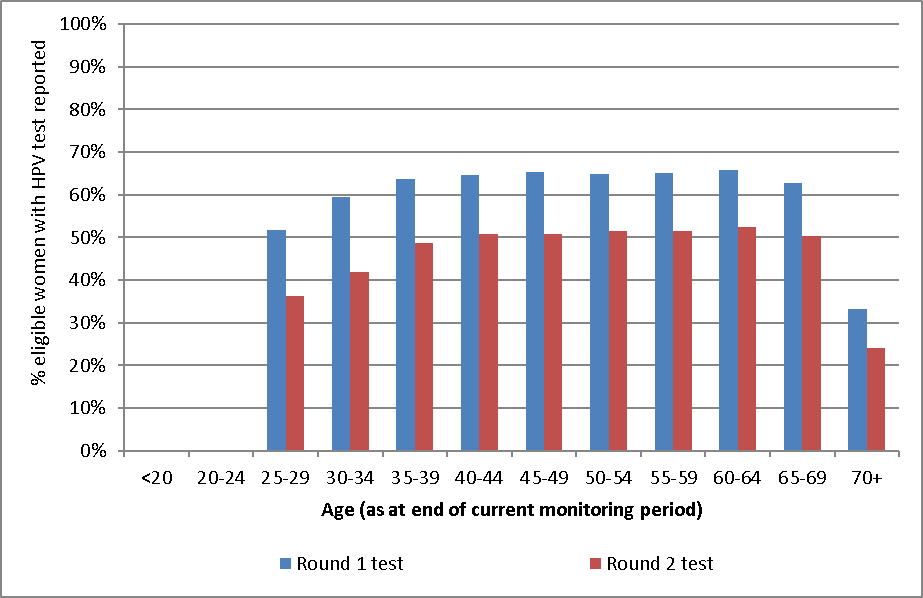 % eligible women with HPV test reported
100%
90%
80%
70%
60%
50%
40%
30%
20%
10%
0%
<20 20-24 25-29 30-34 35-39 40-44 45-49 50-54 55-59 60-64 65-69 70+
Age (as at end of current monitoring period)
Round 1 test Round 2 test